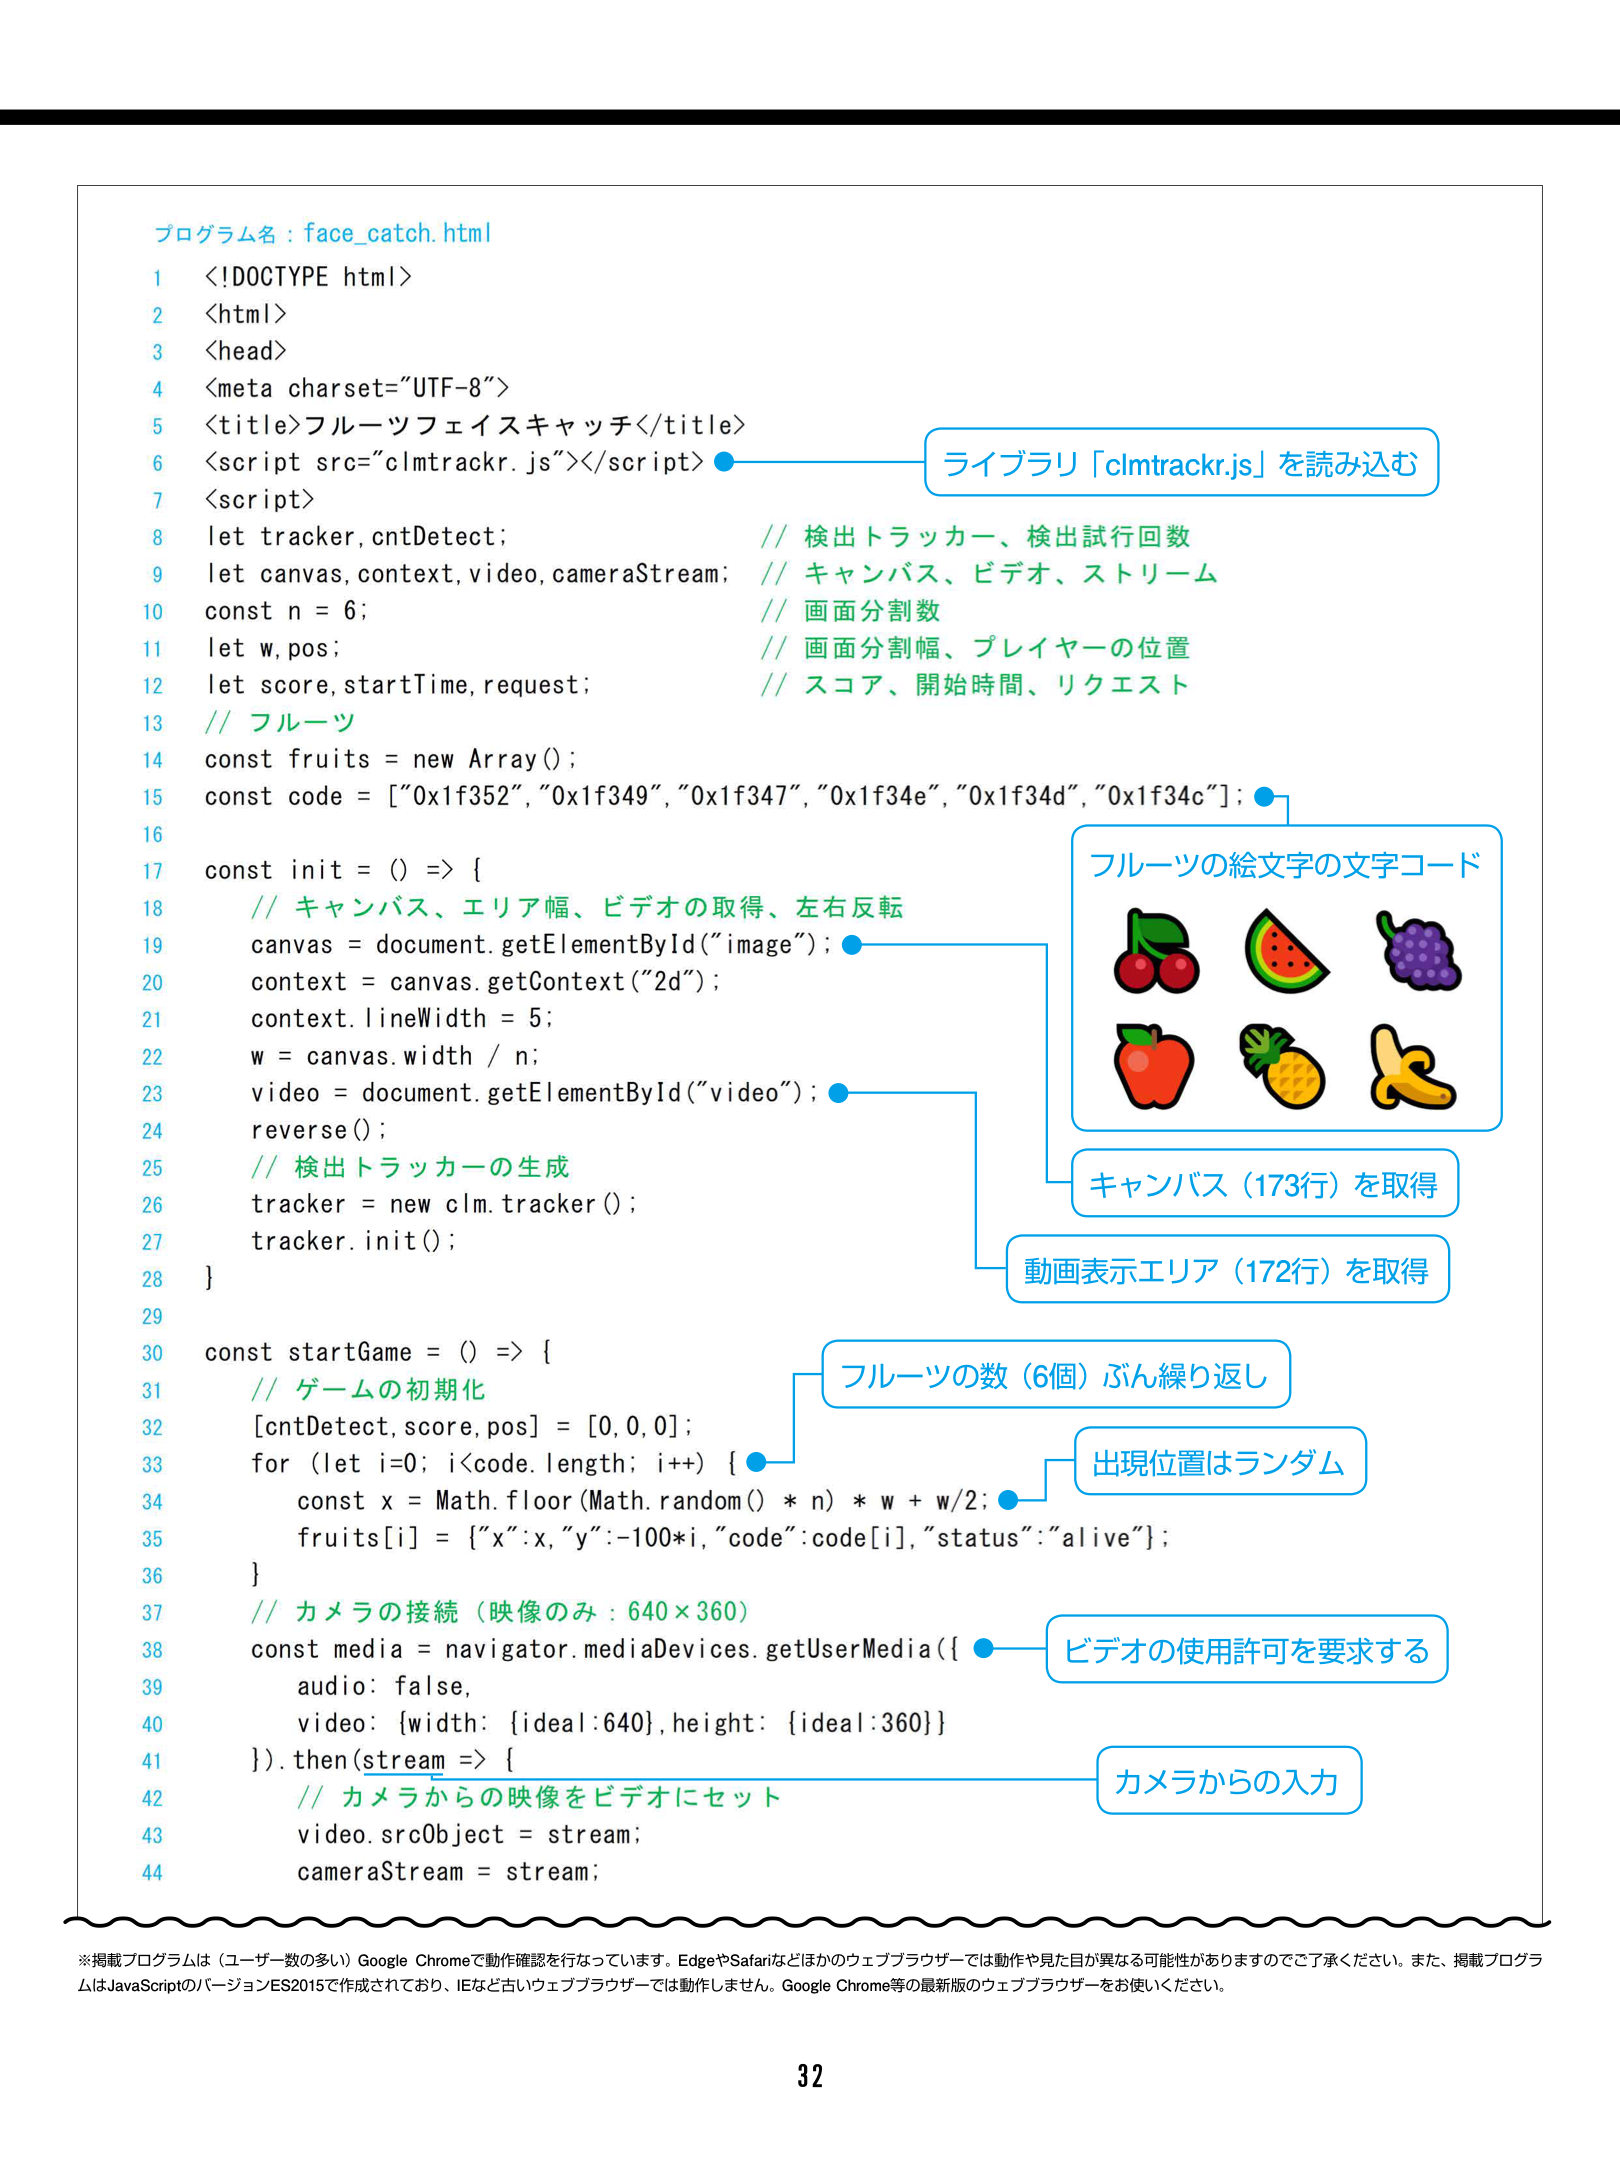 プログラム名：face_catch.html
1 <!DOCTYPE html>
2 <html>
3 <head>
4 <meta charset="UTF-8">
5 <title>フルーツフェイスキャッチ</title>
6 <script src="clmtrackr.js"></script>
ライブラリ「clmtrackr.js」を読み込む
7 <script>
8 let tracker,cntDetect; // 検出トラッカー、検出試行回数
9 let canvas,context,video,cameraStream; // キャンバス、ビデオ、ストリーム
10 const n = 6; // 画面分割数
11 let w,pos; // 画面分割幅、プレイヤーの位置
12 let score,startTime,request; // スコア、開始時間、リクエスト
13 // フルーツ
14 const fruits = new Array();
15 const code = ["0x1f352","0x1f349","0x1f347","0x1f34e","0x1f34d","0x1f34c"];
フルーツの絵文字の文字コード
16
17 const init = () => {
18 // キャンバス、エリア幅、ビデオの取得、左右反転
19 canvas = document.getElementById("image");
キャンバス（173行）を取得
20 context = canvas.getContext("2d");
21 context.lineWidth = 5;
22 w = canvas.width / n;
23 video = document.getElementById("video");
動画表示エリア（172行）を取得
24 reverse();
25 // 検出トラッカーの生成
26 tracker = new clm.tracker();
27 tracker.init();
28 }
29
30 const startGame = () => {
31 // ゲームの初期化
32 [cntDetect,score,pos] = [0,0,0];
33 for (let i=0; i<code.length; i++) {
フルーツの数（6個）ぶん繰り返し
34 const x = Math.floor(Math.random() * n) * w + w/2;
出現位置はランダム
35 fruits[i] = {"x":x,"y":-100*i,"code":code[i],"status":"alive"};
36 }
37 // カメラの接続（映像のみ：640×360）
38 const media = navigator.mediaDevices.getUserMedia({
ビデオの使用許可を要求する
39 audio: false,
40 video: {width: {ideal:640},height: {ideal:360}}
41 }).then(stream => {
カメラからの入力
42 // カメラからの映像をビデオにセット
43 video.srcObject = stream;
44 cameraStream = stream;
※掲載プログラムは（ユーザー数の多い）Google Chromeで動作確認を行なっています。EdgeやSafariなどほかのウェブブラウザーでは動作や見た目が異なる可能性がありますのでご了承ください。また、掲載プログラ
ムはJavaScriptのバージョンES2015で作成されており、IEなど古いウェブブラウザーでは動作しません。Google Chrome等の最新版のウェブブラウザーをお使いください。
32